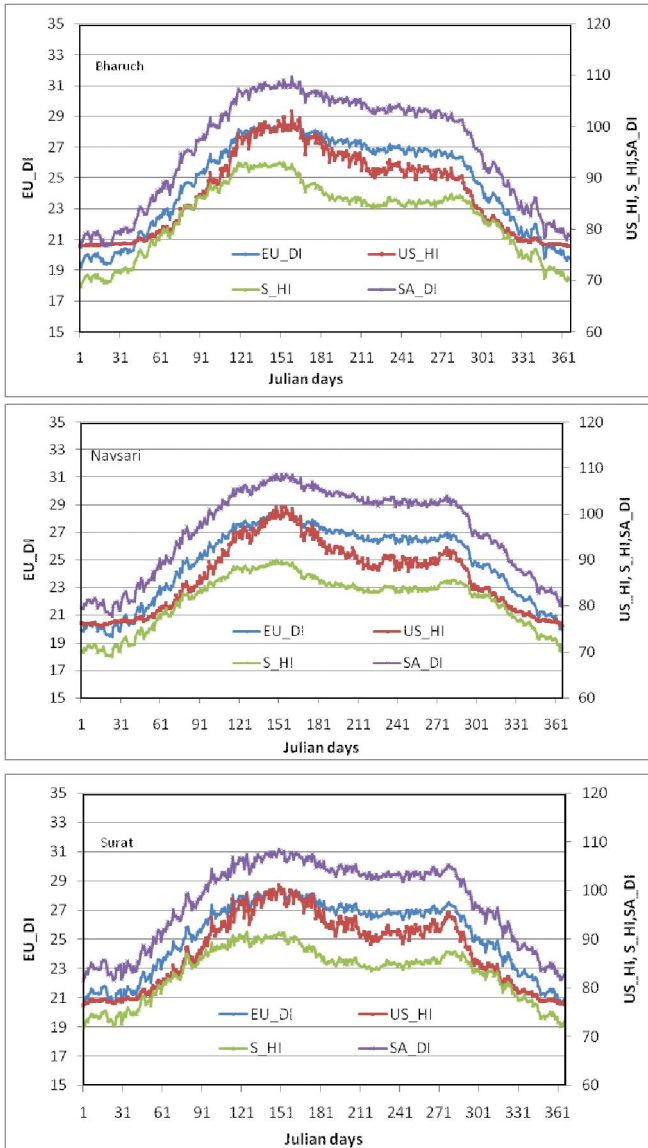 35 120
33 110
31
29 100
27
25 90
23
21 80
19 70
17
15 60
Bharuch
EU_DI
US_HI, S_HI,SA_DI
EU_DI US_HI
S_HI SA_DI
1 31 61 91 121 151 181 211 241 271 301 331 361
Julian days
35 120
33 110
31
29 100
27
25 90
23
21 80
19 70
17
15 60
Navsari
EU_DI
US_HI, S_HI,SA_DI
EU_DI US_HI
S_HI SA_DI
1 31 61 91 121 151 181 211 241 271 301 331 361
Julian days
35 120
33 110
31
29 100
27
25 90
23
21 80
19 70
17
15 60
Surat
EU_DI
US_HI, S_HI,SA_DI
EU_DI US_HI
S_HI SA_DI
1 31 61 91 121 151 181 211 241 271 301 331 361
Julian days